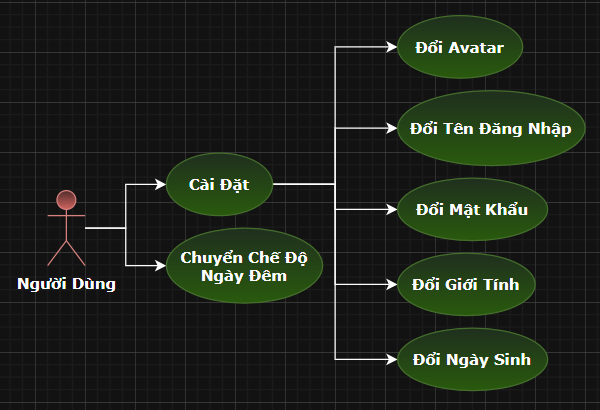 Đổi Avatar
Đổi Tên Đăng Nhập
Cài Đặt
Đổi Mật Khẩu
Chuyển Chế Độ
Ngày Đêm
Người Dùng
Đổi Giới Tính
Đổi Ngày Sinh